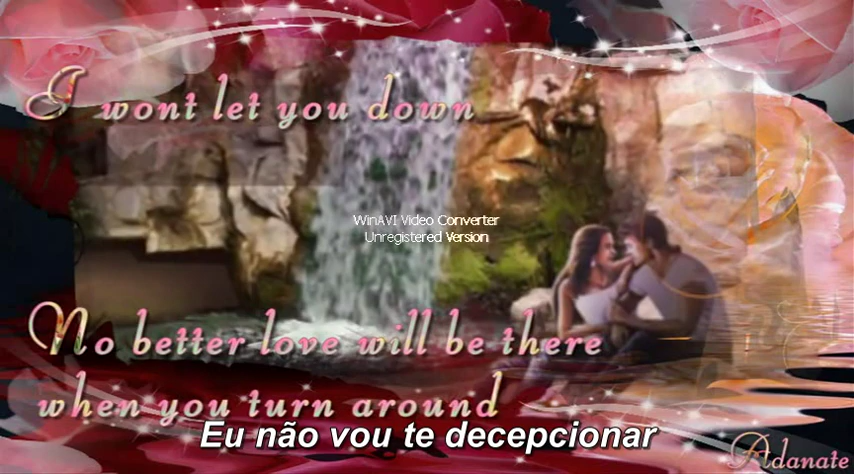 I wont let you down
WinAVI Video Converter
Unregistered Version
No better love will be there
when you turn around
Eu não vou te decepcionar
Adanate